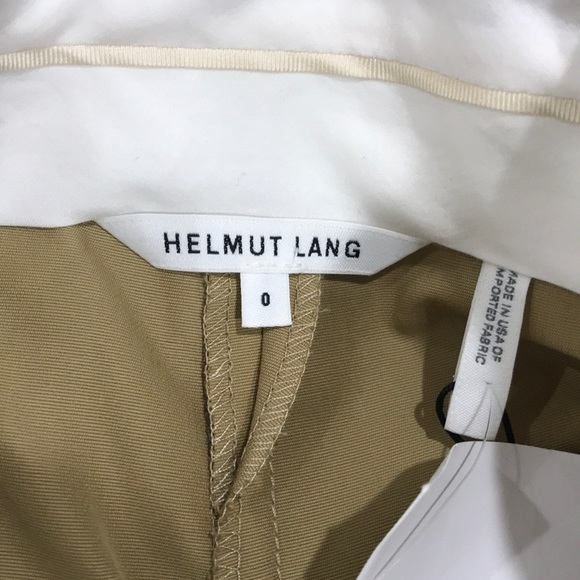 HELMUT LANG
0
MADE IN USA OF
IMPORTED FABRIC